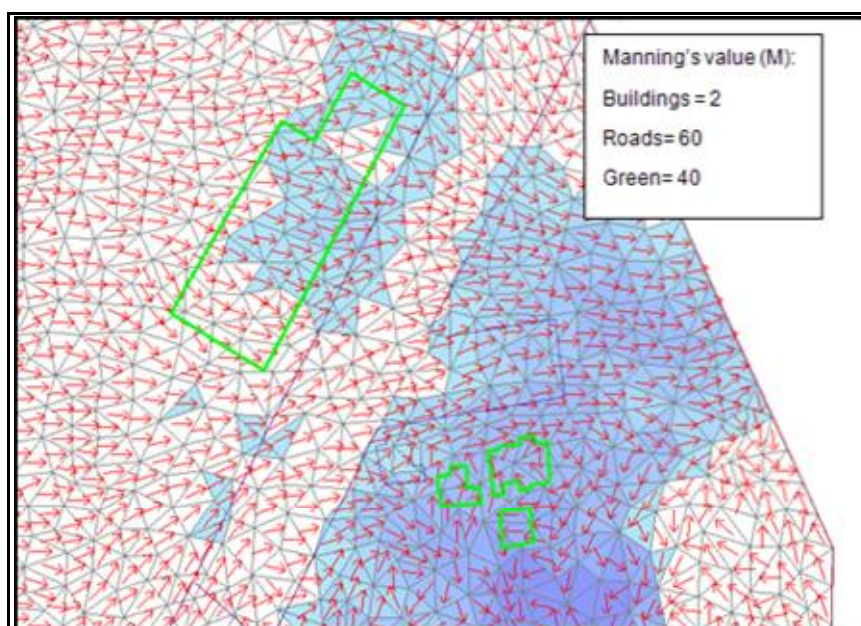 Manning's value (M):
Buildings = 2
Roads= 60
Green= 40